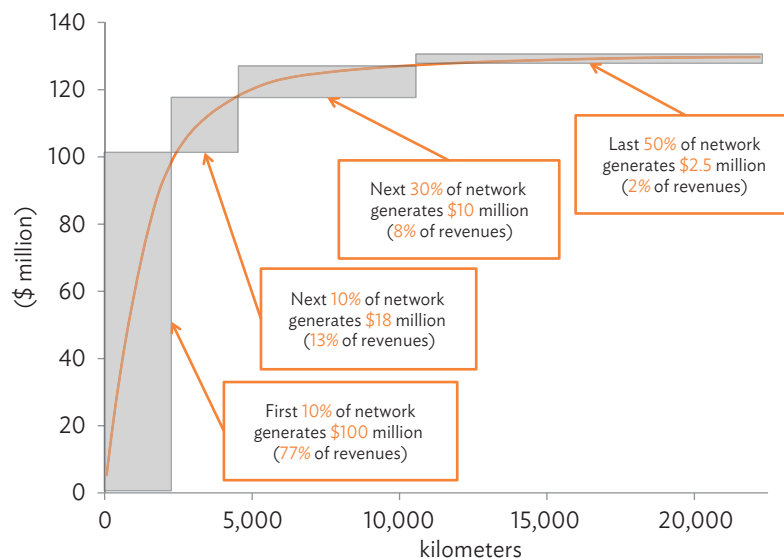 140
120
100
80
60
40
20
0
($ million)
0
5,000
10,000
15,000
20,000
kilometers
First 10% of network
generates $100 million
(77% of revenues)
Next 10% of network
generates $18 million
(13% of revenues)
Next 30% of network
generates $10 million
(8% of revenues)
Last 50% of network
generates $2.5 million
(2% of revenues)